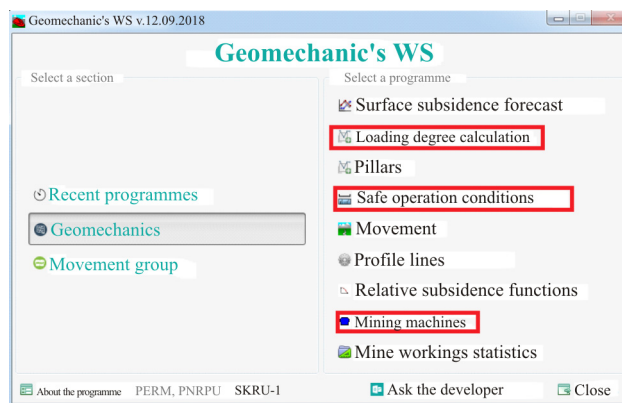 Geomechanic's WS v.12.09.2018
Geomechanic's WS
Select a section
Recent programmes
Geomechanics
Movement group
Select a programme
Surface subsidence forecast
Loading degree calculation
Pillars
Safe operation conditions
Movement
Profile lines
Relative subsidence functions
Mining machines
Mine workings statistics
About the programme PERM, PNRPU SKRU-1 Ask the developer Close